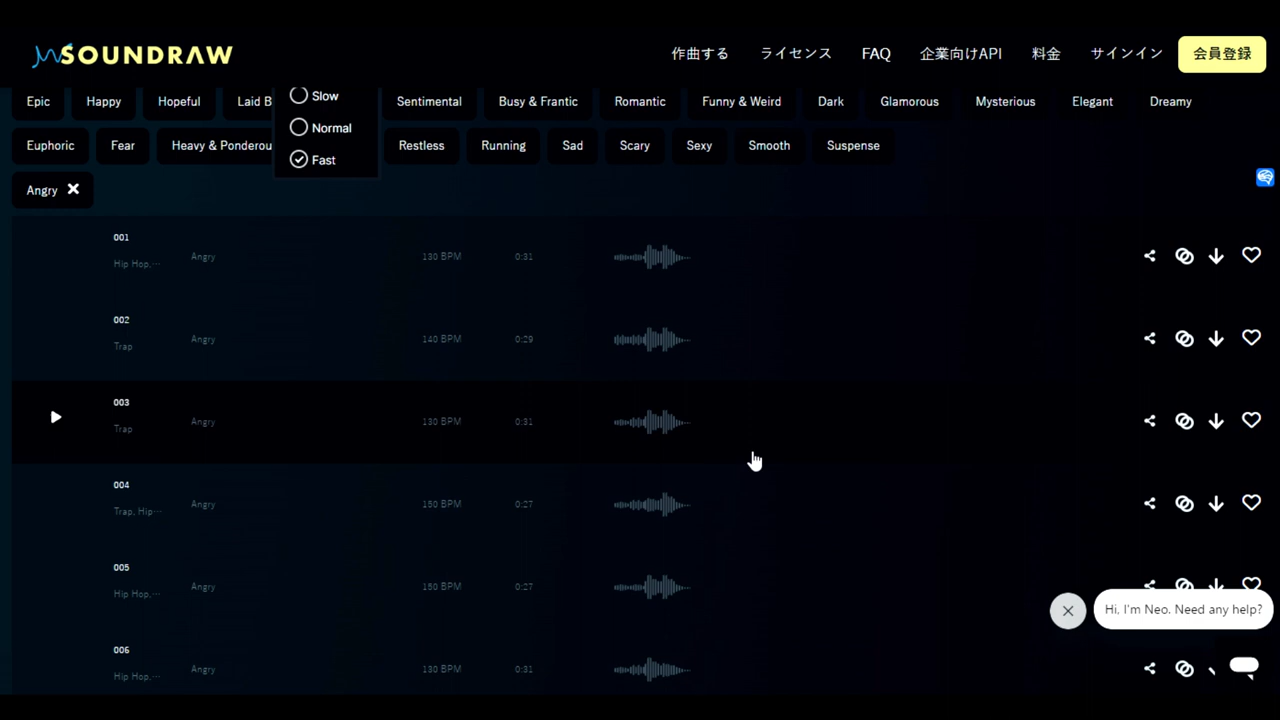 SOUNDRAW
作曲する ライセンス FAQ 企業向けAPI 料金 サインイン 会員登録
Epic Happy Hopeful Laid B Slow Sentimental Busy & Frantic Romantic Funny & Weird Dark Glamorous Mysterious Elegant Dreamy
Normal
Euphoric Fear Heavy & Ponderou Fast Restless Running Sad Scary Sexy Smooth Suspense
Angry
001
Hip Hop,... Angry 130 BPM 0:31
002
Trap Angry 140 BPM 0:29
003
Trap Angry 130 BPM 0:31
004
Trap, Hip... Angry 150 BPM 0:27
005
Hip Hop,... Angry 150 BPM 0:27
Hi, I'm Neo. Need any help?
006
Hip Hop,... Angry 130 BPM 0:31